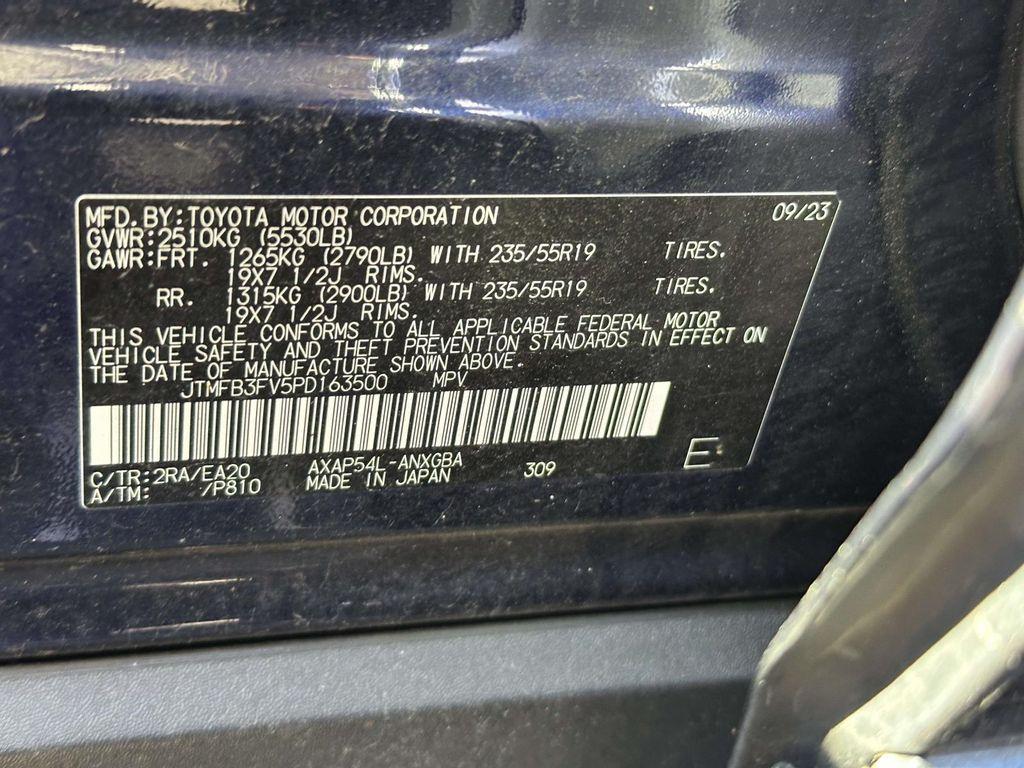 MFD.BY:TOYOTA MOTOR CORPORATION 09/23
GVWR:2510KG (5530LB)
GAWR:FRT. 1265KG (2790LB) WITH 235/55R19 TIRES.
19X7 1/2J RIMS.
RR. 1315KG (2900LB) WITH 235/55R19 TIRES.
19X7 1/2J RIMS.
THIS VEHICLE CONFORMS TO ALL APPLICABLE FEDERAL MOTOR
VEHICLE SAFETY AND THEFT PREVENTION STANDARDS IN EFFECT ON
THE DATE OF MANUFACTURE SHOWN ABOVE.
JTMFB3FV5PD163500 MPV
E
C/TR:2RA/EA20 AXAP54L-ANXGBA 309
A/TM: /P810 MADE IN JAPAN